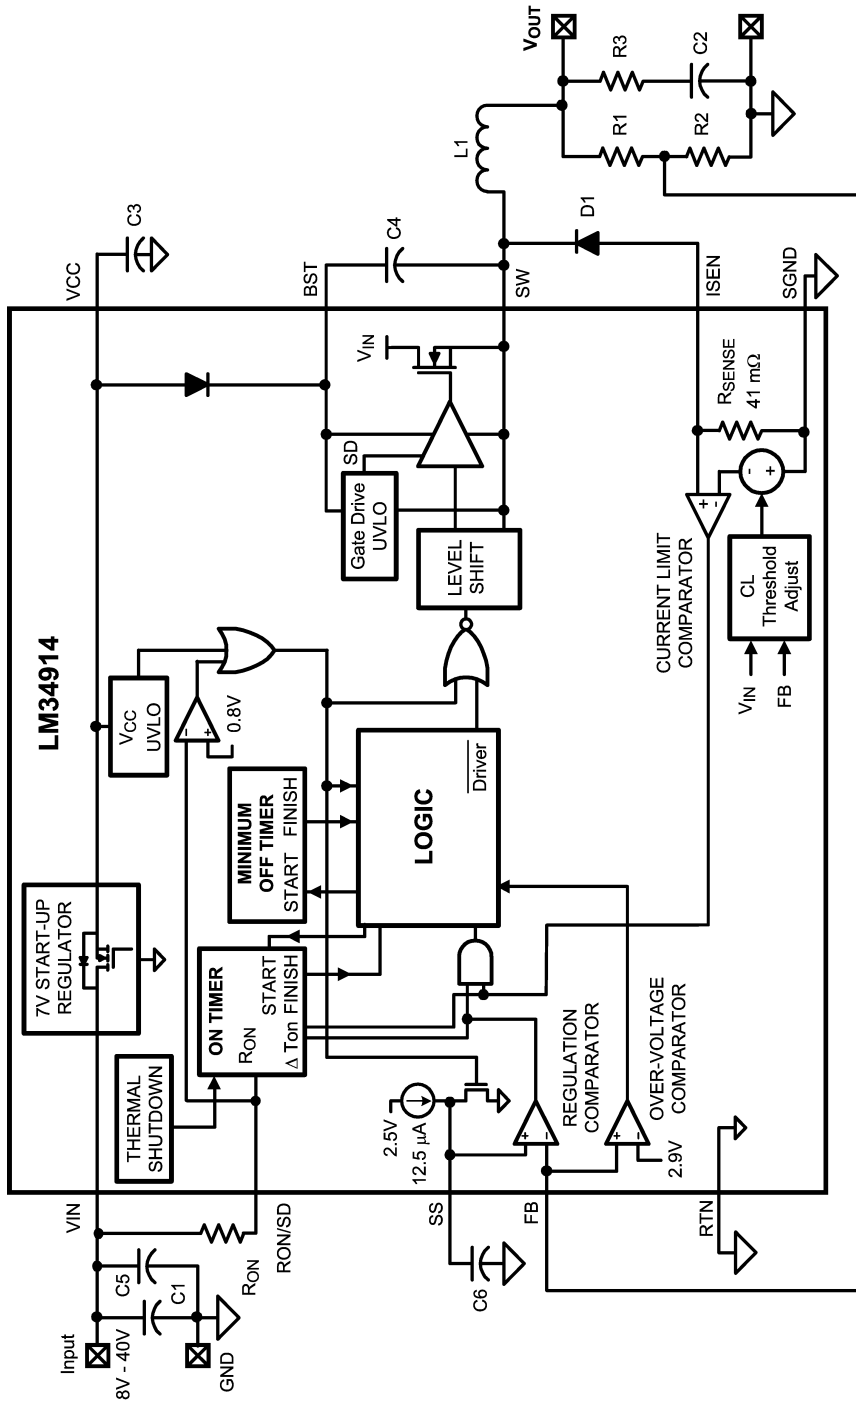 LM34914
Input
8V - 40V
GND
C5
C1
VIN
RON
RON/SD
C6
SS
FB
RTN
THERMAL
SHUTDOWN
7V START-UP
REGULATOR
ON TIMER
RON
START
FINISH
Δ Ton
2.5V
12.5 µA
REGULATION
COMPARATOR
+
-
OVER-VOLTAGE
COMPARATOR
+
-
2.9V
VCC
UVLO
-
+
0.8V
MINIMUM
OFF TIMER
START
FINISH
LOGIC
Driver
LEVEL
SHIFT
Gate Drive
UVLO
SD
VIN
CURRENT LIMIT
COMPARATOR
+
-
CL
Threshold
Adjust
VIN
FB
-
+
RSENSE
41 mΩ
VCC
C3
BST
C4
SW
L1
D1
ISEN
SGND
VOUT
R1
R2
R3
C2